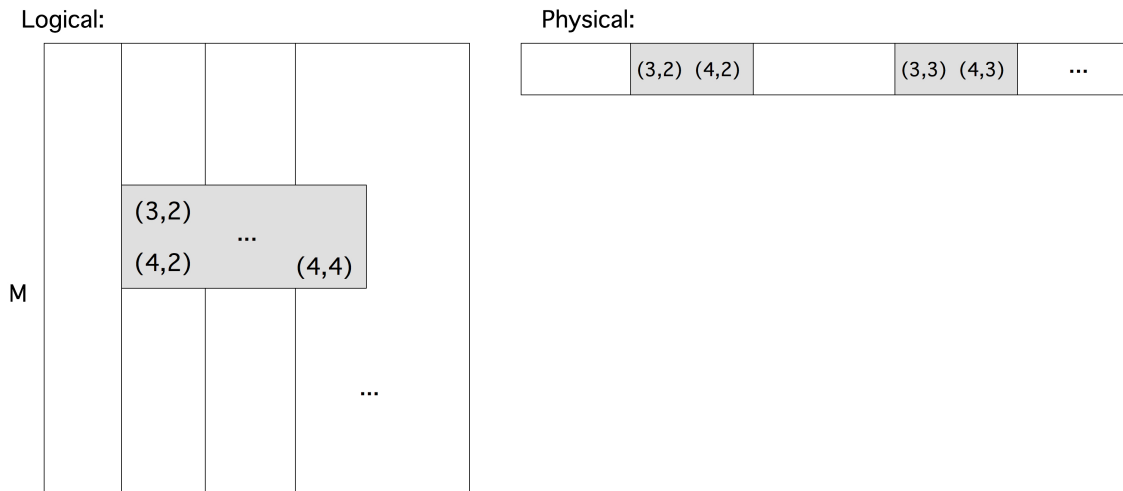 Logical:
Physical:
(3,2) (4,2)
(3,3) (4,3)
...
(3,2)
...
(4,2)
(4,4)
M
...